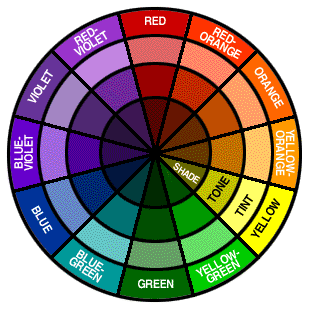 RED
RED-
ORANGE
ORANGE
YELLOW-
ORANGE
YELLOW
TINT
TONE
SHADE
YELLOW-
GREEN
GREEN
BLUE-
GREEN
BLUE
BLUE-
VIOLET
VIOLET
RED-
VIOLET